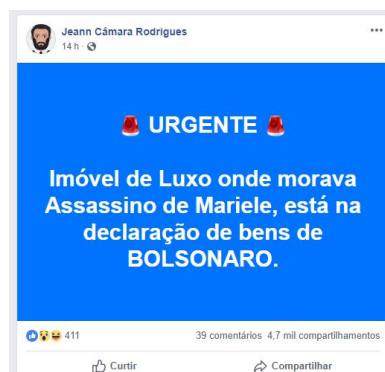 Jeann Câmara Rodrigues
14 h ·
URGENTE
Imóvel de Luxo onde morava
Assassino de Mariele, está na
declaração de bens de
BOLSONARO.
411
39 comentários 4,7 mil compartilhamentos
Curtir
Compartilhar